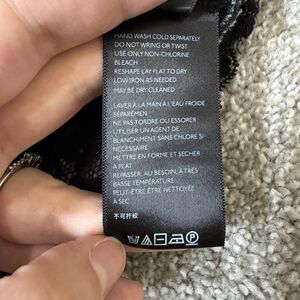 HAND WASH COLD SEPARATELY
DO NOT WRING OR TWIST
USE ONLY NON-CHLORINE
BLEACH
RESHAPE LAY FLAT TO DRY
LOW IRON AS NEEDED
MAY BE DRY CLEANED
LAVER À LA MAIN À L'EAU FROIDE
SÉPARÉMEN
NE PAS TORDRE OU ESSORER
UTILISER UN AGENT DE
BLANCHIMENT SANS CHLORE SI
NÉCESSAIRE
METTRE EN FORME ET SECHER
À PLAT
REPASSER, AU BESOIN, À TRÈS
BASSE TEMPÉRATURE
PEUT-ÊTRE ÊTRE NETTOYÉE
À SEC
不可拧绞
P